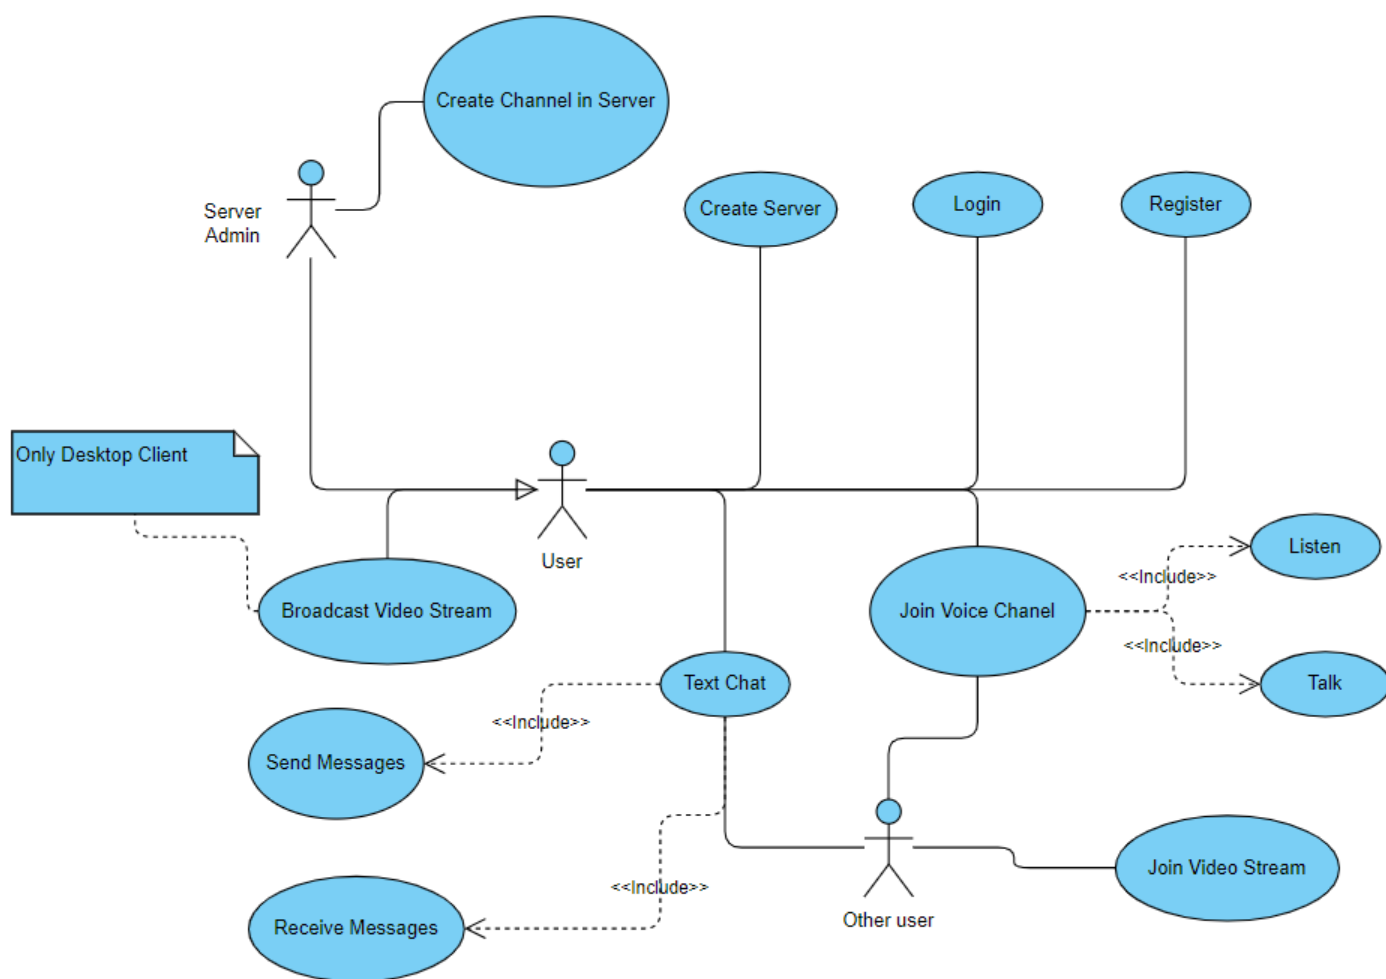 Create Channel in Server
Server
Admin
Create Server
Login
Register
Only Desktop Client
User
Listen
<<Include>>
Broadcast Video Stream
Join Voice Chanel
<<Include>>
Text Chat
Talk
<<Include>>
Send Messages
<<Include>>
Join Video Stream
Other user
Receive Messages